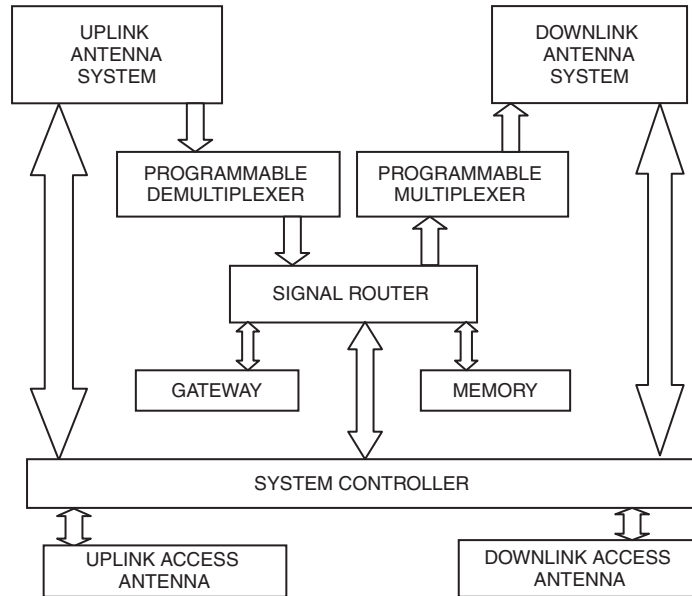 UPLINK
ANTENNA
SYSTEM
DOWNLINK
ANTENNA
SYSTEM
PROGRAMMABLE
DEMULTIPLEXER
PROGRAMMABLE
MULTIPLEXER
SIGNAL ROUTER
GATEWAY
MEMORY
SYSTEM CONTROLLER
UPLINK ACCESS
ANTENNA
DOWNLINK ACCESS
ANTENNA